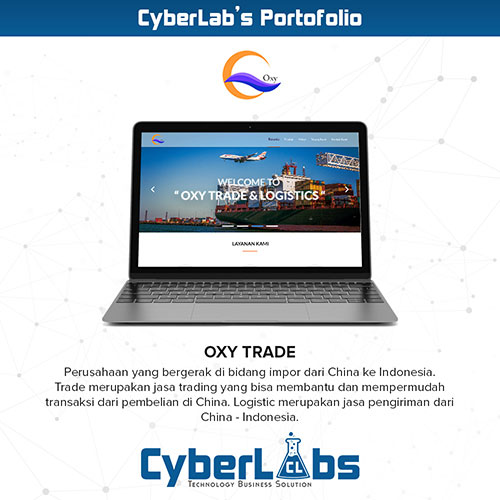 CyberLab's Portofolio
Oxy
WELCOME TO
" OXY TRADE & LOGISTICS "
LAYANAN KAMI
OXY TRADE
Perusahaan yang bergerak di bidang impor dari China ke Indonesia.
Trade merupakan jasa trading yang bisa membantu dan mempermudah
transaksi dari pembelian di China. Logistic merupakan jasa pengiriman dari
China - Indonesia.
CyberLabs
CL
TECHNOLOGY BUSINESS SOLUTION